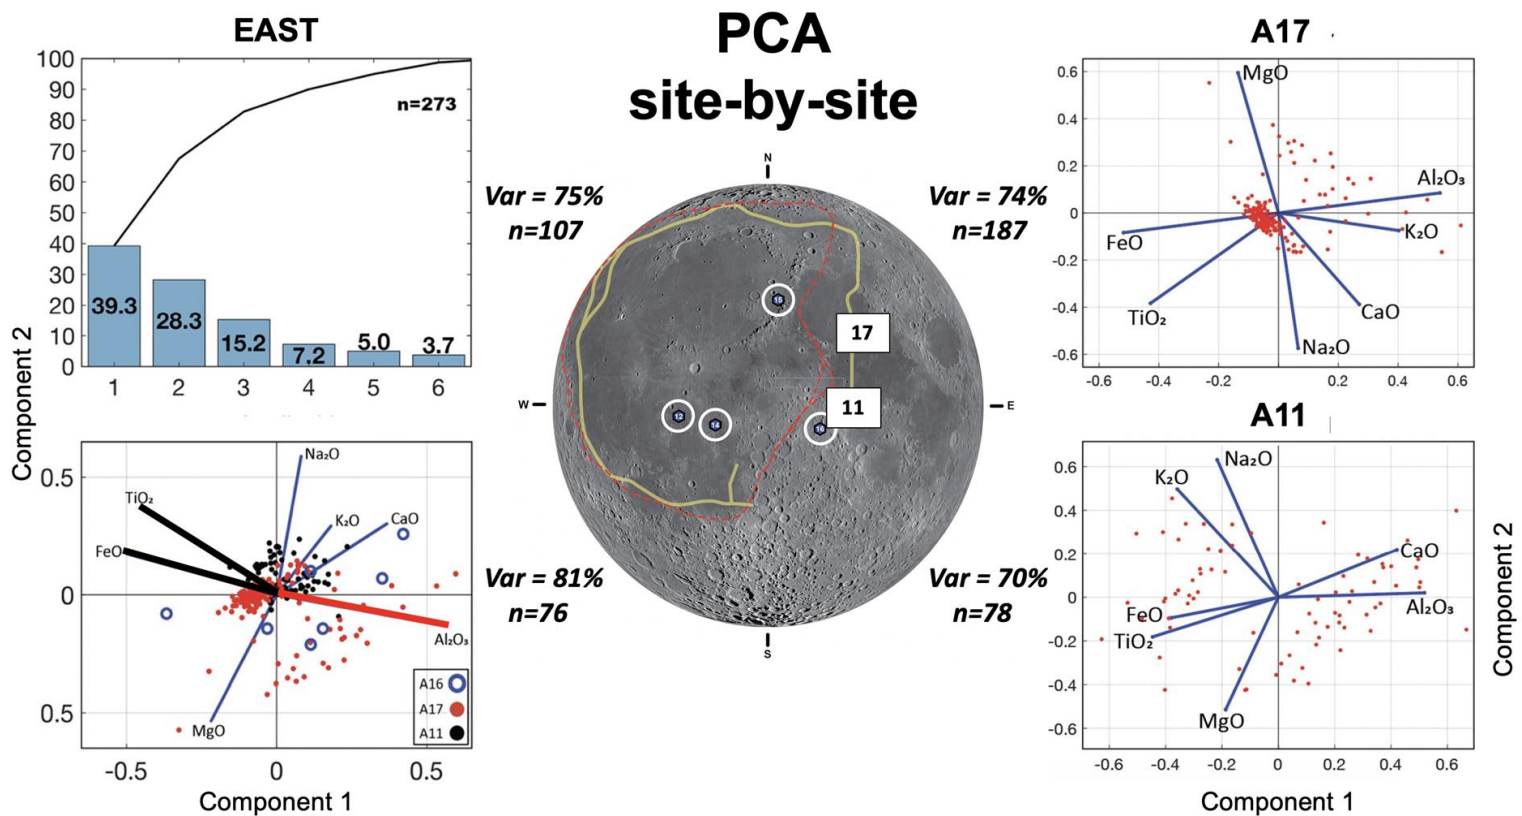 EAST
PCA
site-by-site
A17
100
90
80
70
60
50
40
30
20
10
0
n=273
39.3
28.3
15.2
7.2
5.0
3.7
1
2
3
4
5
6
Component 2
Var = 75%
n=107
Var = 74%
n=187
N
W
E
S
15
17
12
14
16
11
Var = 81%
n=76
Var = 70%
n=78
0.6
0.4
0.2
0
-0.2
-0.4
-0.6
MgO
Al₂O₃
K₂O
FeO
TiO₂
CaO
Na₂O
-0.6
-0.4
-0.2
0.2
0.4
0.6
A11
0.5
0
0.5
Na₂O
TiO₂
K₂O
CaO
FeO
Al₂O₃
MgO
A16
A17
A11
-0.5
0
0.5
Component 1
0.6
0.4
0.2
0
-0.2
-0.4
-0.6
Na₂O
K₂O
CaO
FeO
Al₂O₃
TiO₂
MgO
-0.6
-0.4
-0.2
0
0.2
0.4
0.6
Component 1
Component 2